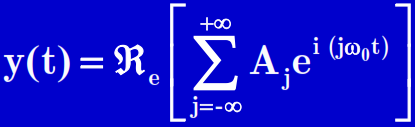 y(t) = ℜe [ ∑_{j=-∞}^{+∞} A_j e^{i (jω₀t)} ]